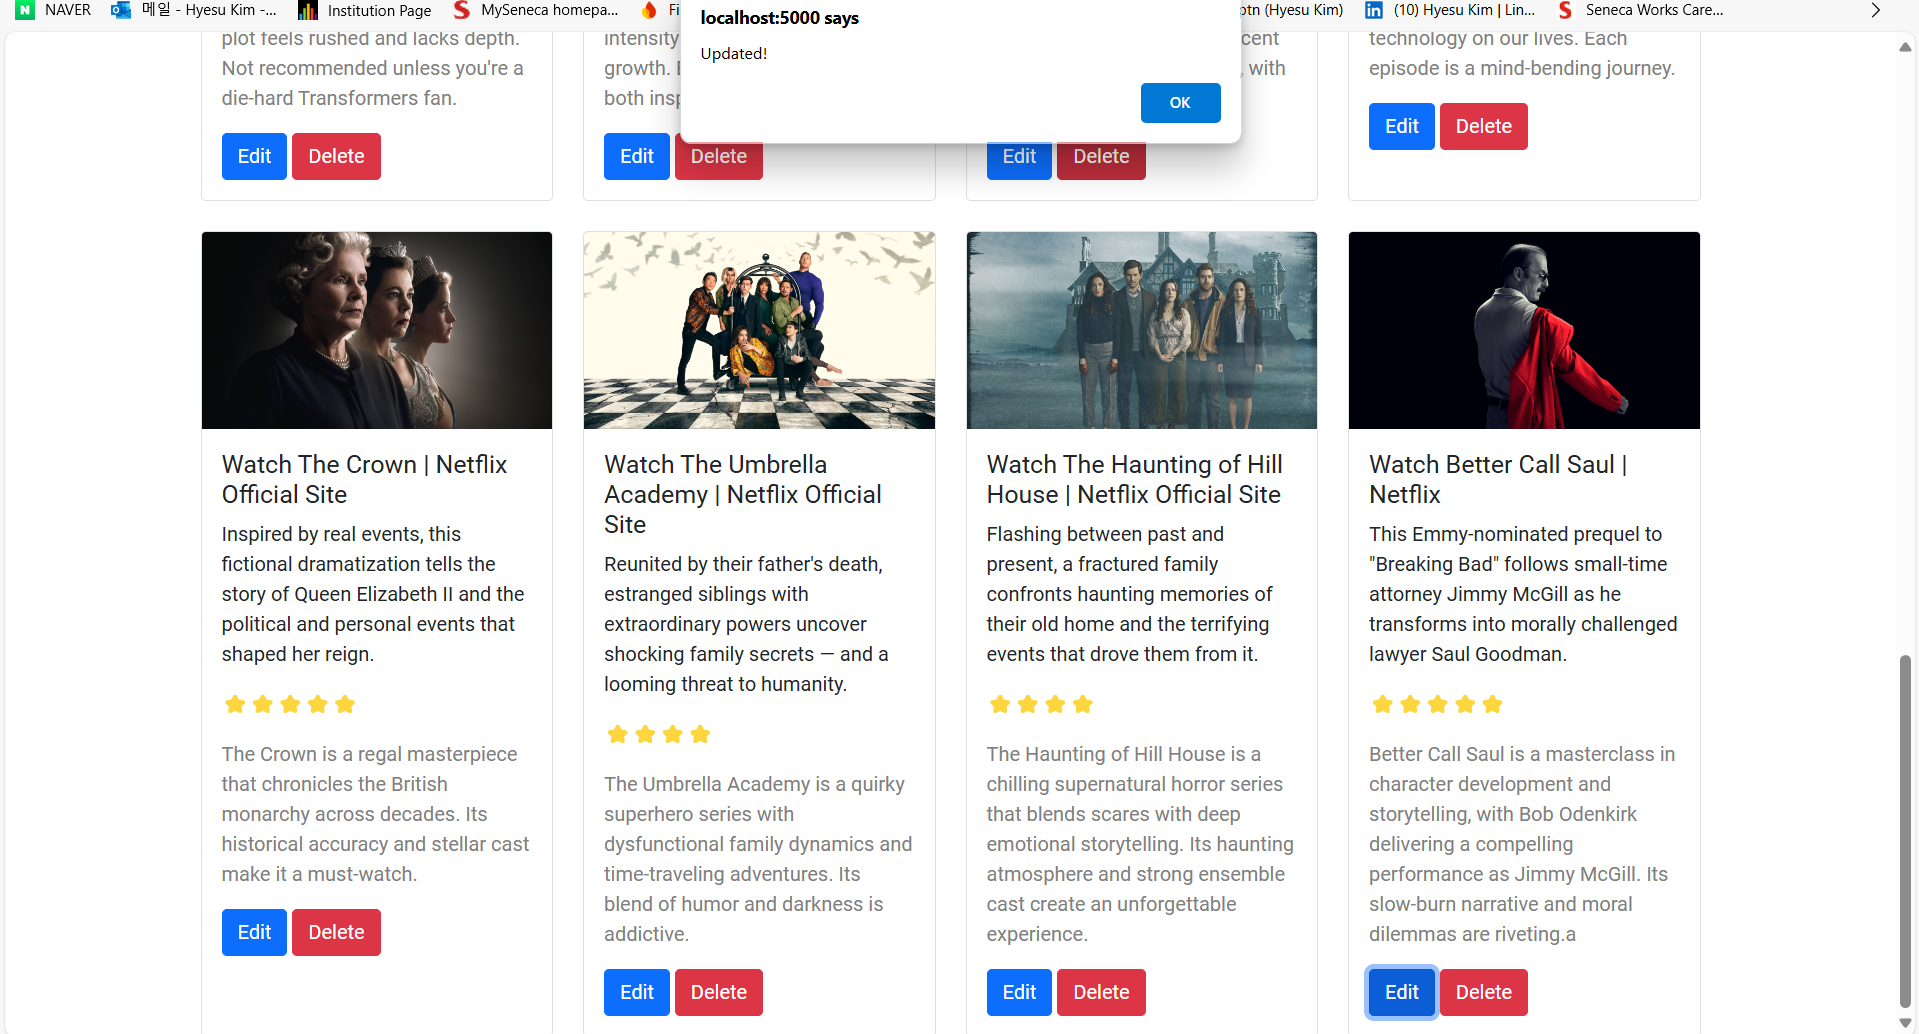 NAVER
메일 - Hyesu Kim -...
Institution Page
MySeneca homepa...
Fi
ptn (Hyesu Kim)
(10) Hyesu Kim | Lin...
Seneca Works Care...
localhost:5000 says
Updated!
OK
plot feels rushed and lacks depth.
Not recommended unless you're a
die-hard Transformers fan.
Edit
Delete
intensity
growth.
both insp
Edit
Delete
cent
, with
Edit
Delete
technology on our lives. Each
episode is a mind-bending journey.
Edit
Delete
Watch The Crown | Netflix
Official Site
Inspired by real events, this
fictional dramatization tells the
story of Queen Elizabeth II and the
political and personal events that
shaped her reign.
The Crown is a regal masterpiece
that chronicles the British
monarchy across decades. Its
historical accuracy and stellar cast
make it a must-watch.
Edit
Delete
Watch The Umbrella
Academy | Netflix Official
Site
Reunited by their father's death,
estranged siblings with
extraordinary powers uncover
shocking family secrets — and a
looming threat to humanity.
The Umbrella Academy is a quirky
superhero series with
dysfunctional family dynamics and
time-traveling adventures. Its
blend of humor and darkness is
addictive.
Edit
Delete
Watch The Haunting of Hill
House | Netflix Official Site
Flashing between past and
present, a fractured family
confronts haunting memories of
their old home and the terrifying
events that drove them from it.
The Haunting of Hill House is a
chilling supernatural horror series
that blends scares with deep
emotional storytelling. Its haunting
atmosphere and strong ensemble
cast create an unforgettable
experience.
Edit
Delete
Watch Better Call Saul |
Netflix
This Emmy-nominated prequel to
"Breaking Bad" follows small-time
attorney Jimmy McGill as he
transforms into morally challenged
lawyer Saul Goodman.
Better Call Saul is a masterclass in
character development and
storytelling, with Bob Odenkirk
delivering a compelling
performance as Jimmy McGill. Its
slow-burn narrative and moral
dilemmas are riveting.a
Edit
Delete